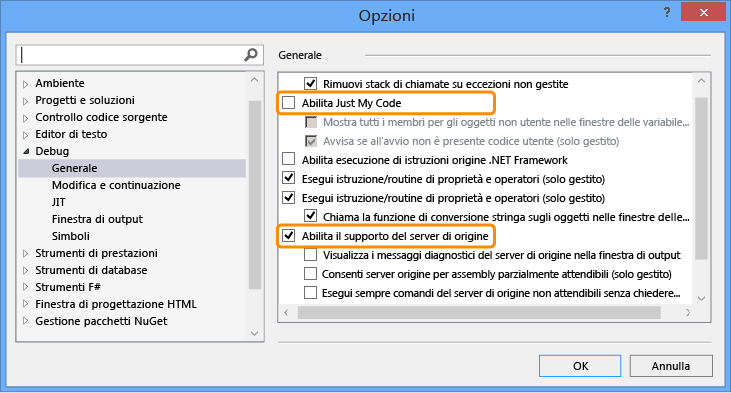 Opzioni
?
Generale
Ambiente
Progetti e soluzioni
Controllo codice sorgente
Editor di testo
Debug
Generale
Modifica e continuazione
JIT
Finestra di output
Simboli
Strumenti di prestazioni
Strumenti di database
Strumenti F#
Finestra di progettazione HTML
Gestione pacchetti NuGet
Rimuovi stack di chiamate su eccezioni non gestite
Abilita Just My Code
Mostra tutti i membri per gli oggetti non utente nelle finestre delle variabile...
Avvisa se all'avvio non è presente codice utente (solo gestito)
Abilita esecuzione di istruzioni origine .NET Framework
Esegui istruzione/routine di proprietà e operatori (solo gestito)
Esegui istruzione/routine di proprietà e operatori (solo gestito)
Chiama la funzione di conversione stringa sugli oggetti nelle finestre delle...
Abilita il supporto del server di origine
Visualizza i messaggi diagnostici del server di origine nella finestra di output
Consenti server origine per assembly parzialmente attendibili (solo gestito)
Esegui sempre comandi del server di origine non attendibili senza chiedere...
OK
Annulla